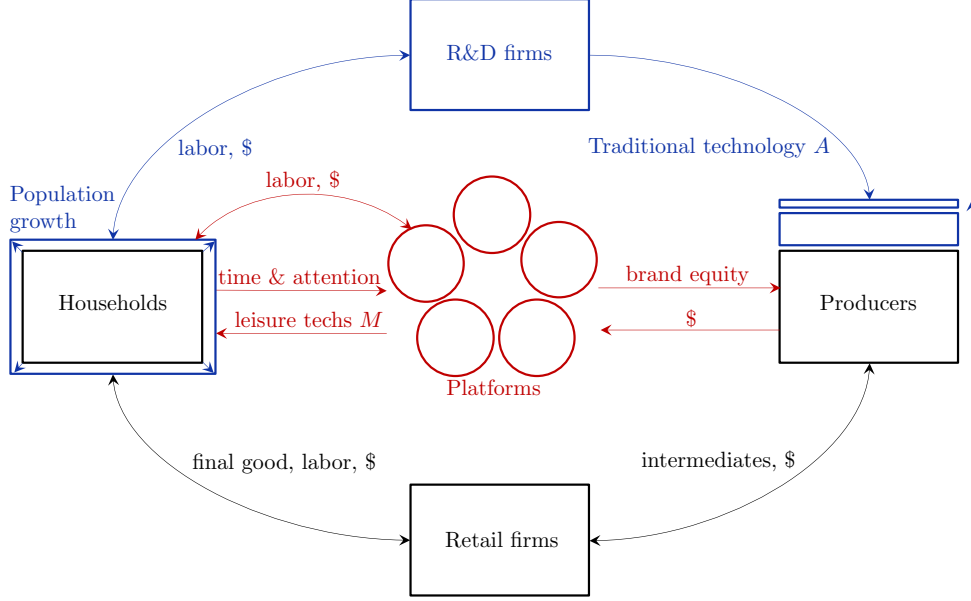 R&D firms
labor, $
Traditional technology A
labor, $
Population
growth
time & attention
brand equity
Households
Producers
leisure techs M
$
Platforms
final good, labor, $
intermediates, $
Retail firms